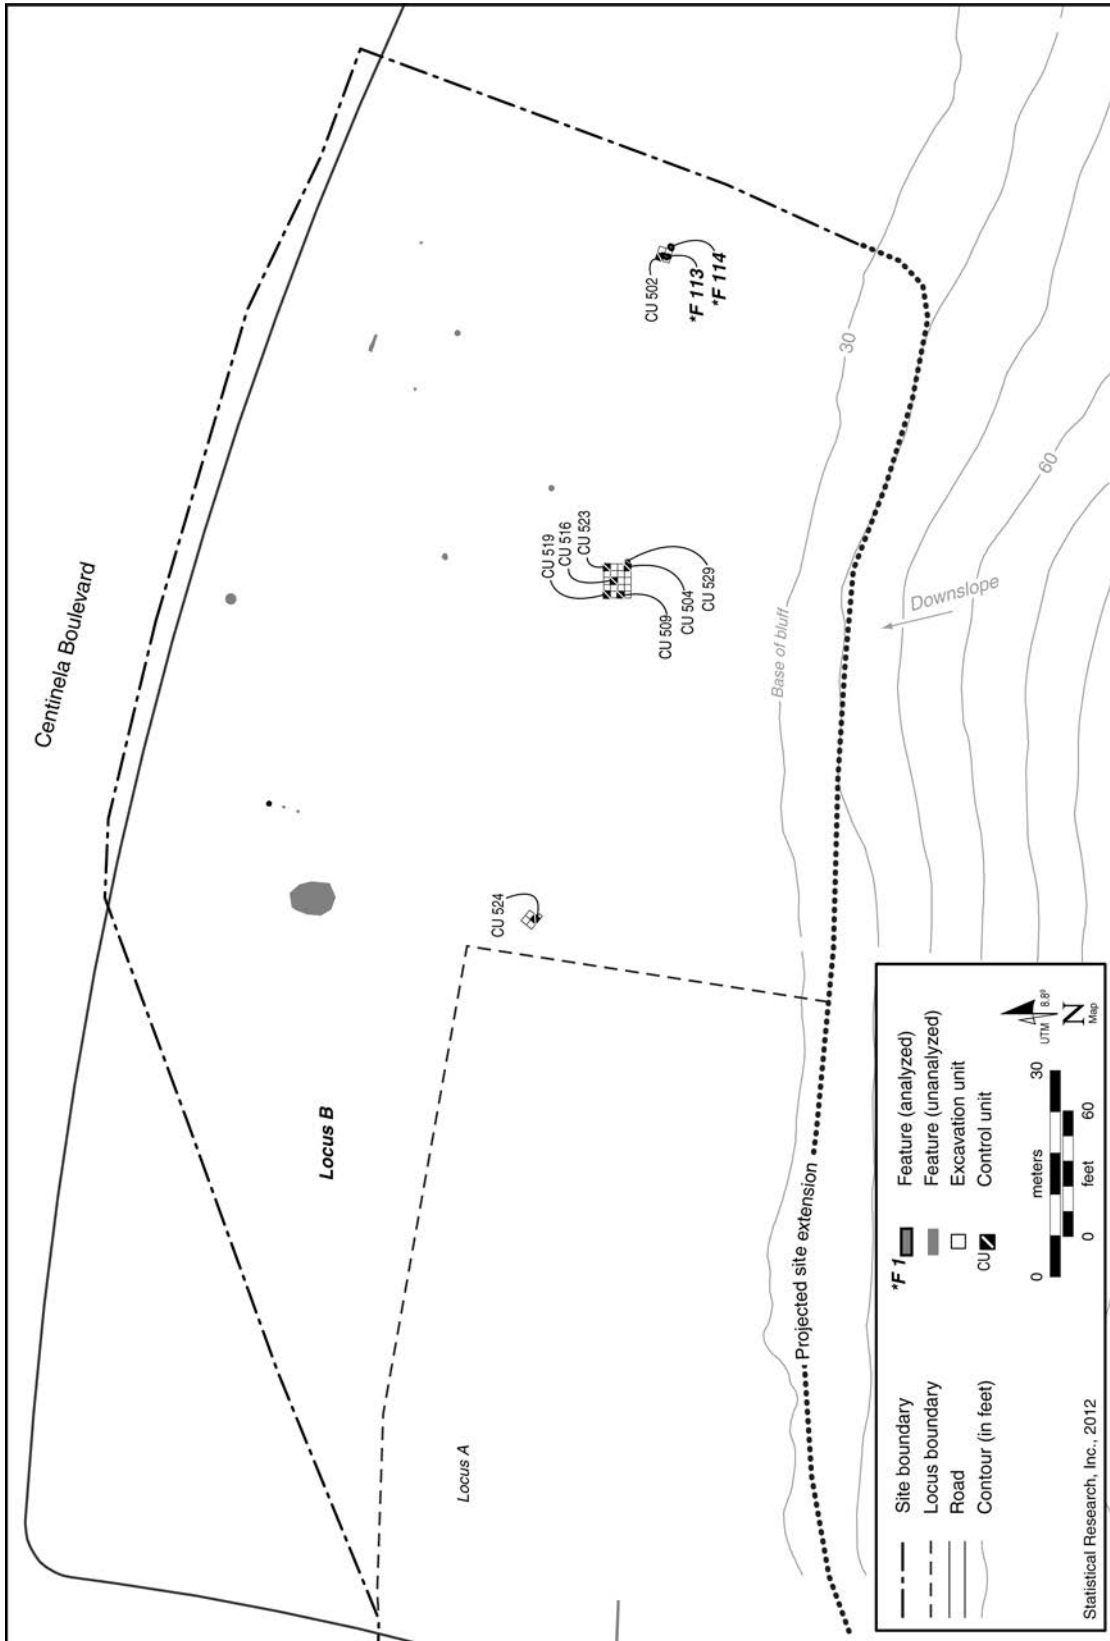 Centinela Boulevard
CU 519
CU 516
CU 523
CU 509
CU 504
CU 529
CU 502
*F 113
*F 114
CU 524
Locus B
Locus A
30
60
Base of bluff
Downslope
Projected site extension
Site boundary
Locus boundary
Road
Contour (in feet)
*F 1
Feature (analyzed)
Feature (unanalyzed)
Excavation unit
CU
Control unit
0
meters
30
0
feet
60
UTM
8.8º
N
Map
Statistical Research, Inc., 2012